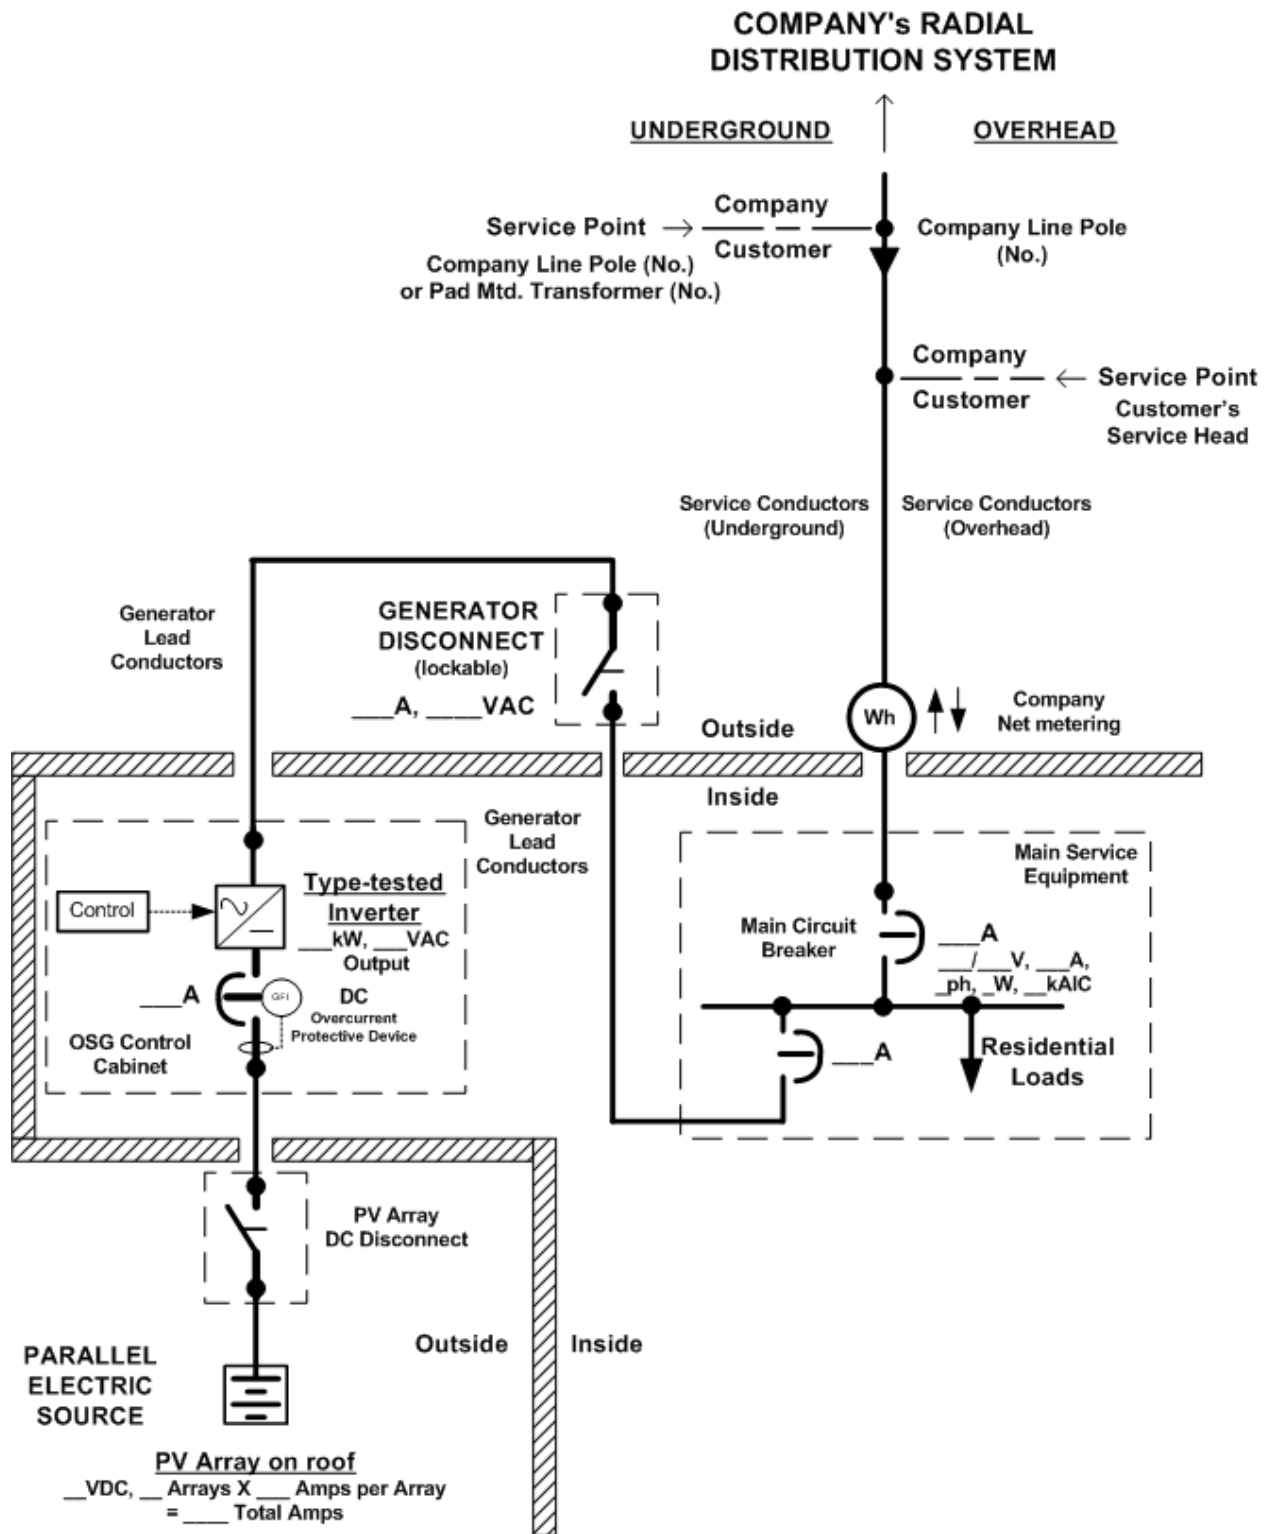 COMPANY's RADIAL
DISTRIBUTION SYSTEM
UNDERGROUND
OVERHEAD
Company
Service Point
Customer
Company Line Pole (No.)
or Pad Mtd. Transformer (No.)
Company Line Pole
(No.)
Company
Customer
Service Point
Customer's
Service Head
Service Conductors
(Underground)
Service Conductors
(Overhead)
Generator
Lead
Conductors
GENERATOR
DISCONNECT
(lockable)
___A, ____VAC
Wh
Company
Net metering
Outside
Inside
Generator
Lead
Conductors
Control
Type-tested
Inverter
___kW, ___VAC
Output
___A
GFI
DC
Overcurrent
Protective Device
OSG Control
Cabinet
Main Service
Equipment
Main Circuit
Breaker
___A
___/___V, ___A,
_ph, _W, __kAIC
___A
Residential
Loads
PV Array
DC Disconnect
Outside
Inside
PARALLEL
ELECTRIC
SOURCE
PV Array on roof
__VDC, __ Arrays X ___ Amps per Array
= ____ Total Amps